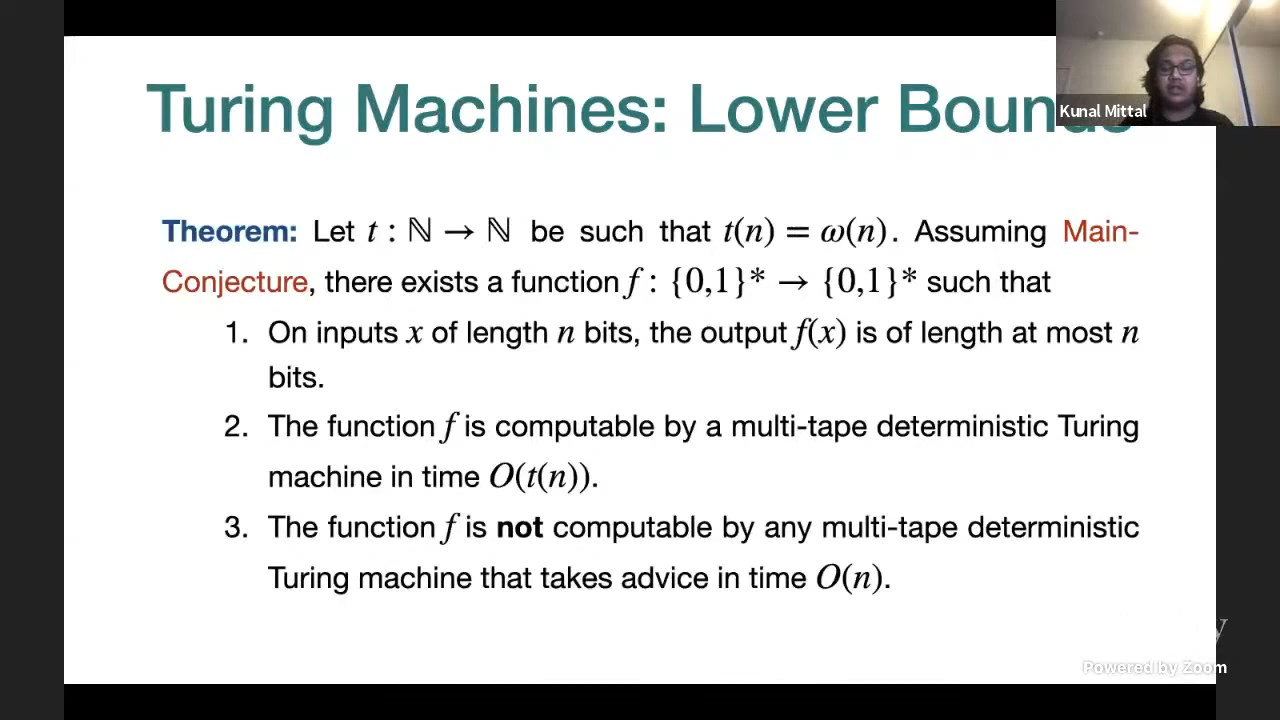 Turing Machines: Lower Bounds
Kunal Mittal
Theorem: Let t : ℕ → ℕ be such that t(n) = ω(n). Assuming Main-
Conjecture, there exists a function f : {0,1}* → {0,1}* such that
1. On inputs x of length n bits, the output f(x) is of length at most n
bits.
2. The function f is computable by a multi-tape deterministic Turing
machine in time O(t(n)).
3. The function f is not computable by any multi-tape deterministic
Turing machine that takes advice in time O(n).
Powered by Zoom